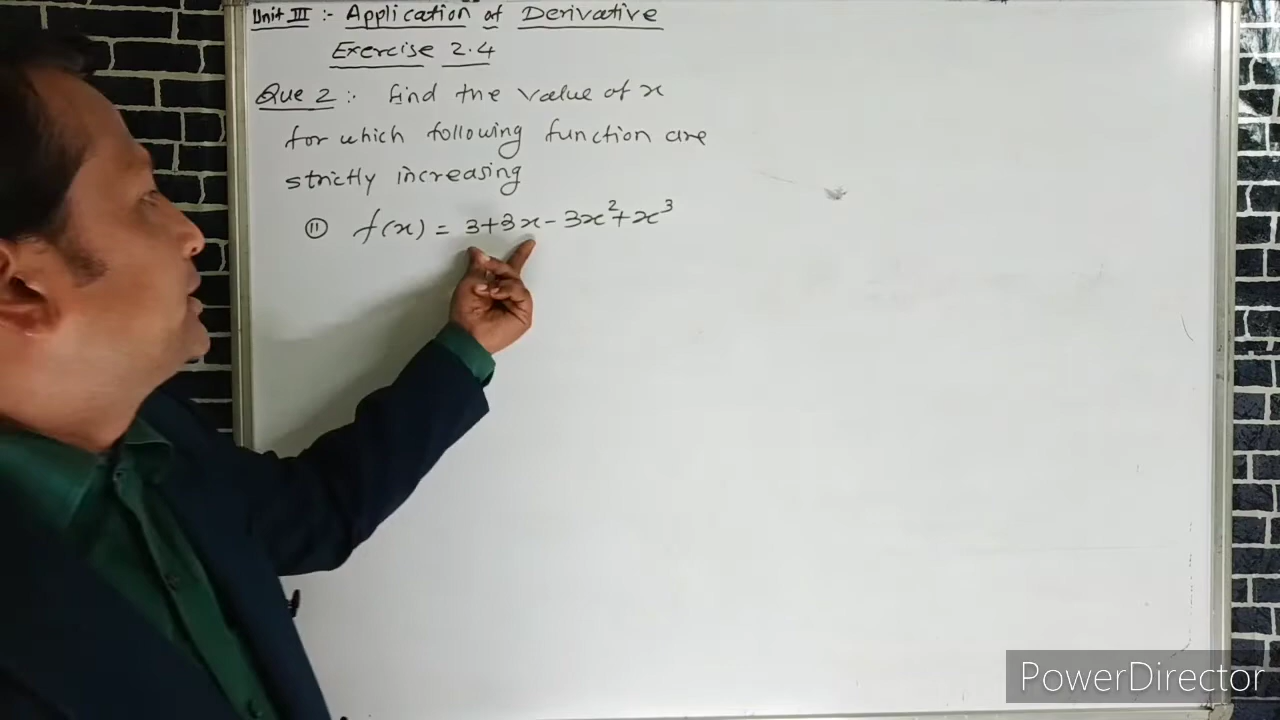 Unit III :- Application of Derivative
Exercise 2.4
Que 2 :- find the value of x
for which following function are
strictly increasing
(ii) f(x) = 3+3x-3x²+x³
PowerDirector